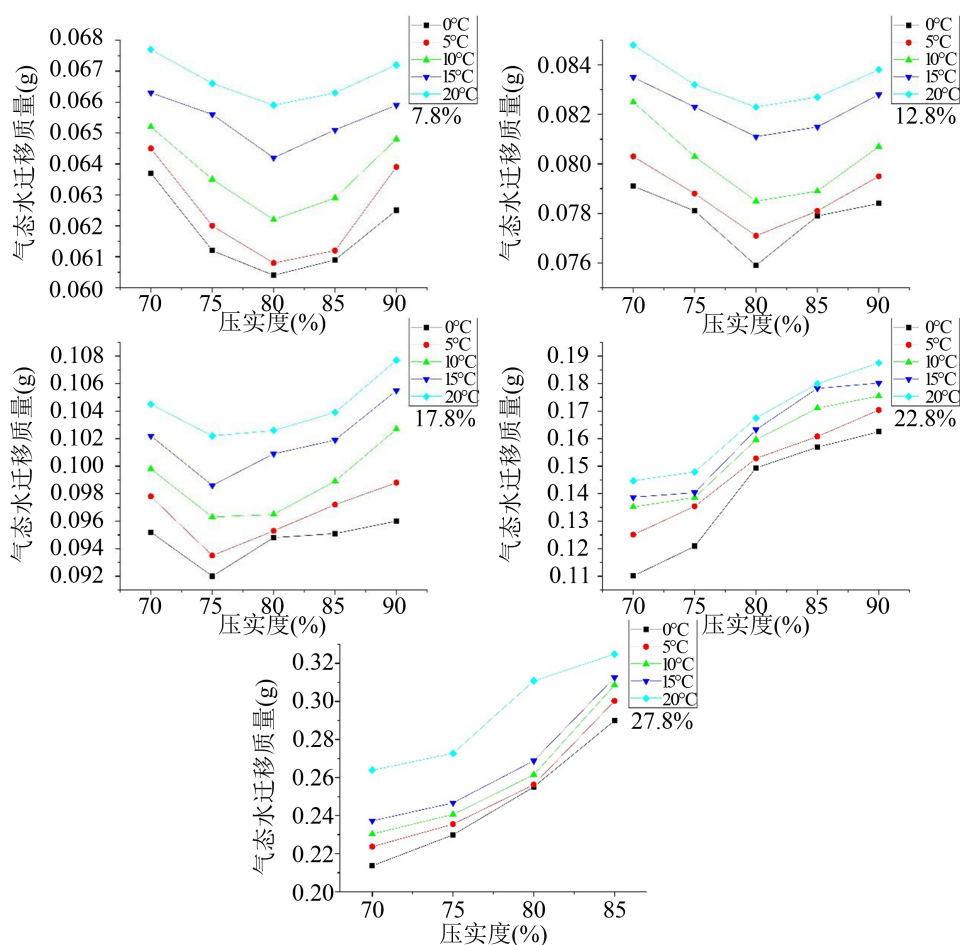 气态水迁移质量(g)
0.068
0.067
0.066
0.065
0.064
0.063
0.062
0.061
0.060
70 75 80 85 90
压实度(%)
0°C
5°C
10°C
15°C
20°C
7.8%
气态水迁移质量(g)
0.084
0.082
0.080
0.078
0.076
70 75 80 85 90
压实度(%)
0°C
5°C
10°C
15°C
20°C
12.8%
气态水迁移质量(g)
0.108
0.106
0.104
0.102
0.100
0.098
0.096
0.094
0.092
70 75 80 85 90
压实度(%)
0°C
5°C
10°C
15°C
20°C
17.8%
气态水迁移质量(g)
0.19
0.18
0.17
0.16
0.15
0.14
0.13
0.12
0.11
70 75 80 85 90
压实度(%)
0°C
5°C
10°C
15°C
20°C
22.8%
气态水迁移质量(g)
0.32
0.30
0.28
0.26
0.24
0.22
0.20
70 75 80 85
压实度(%)
0°C
5°C
10°C
15°C
20°C
27.8%